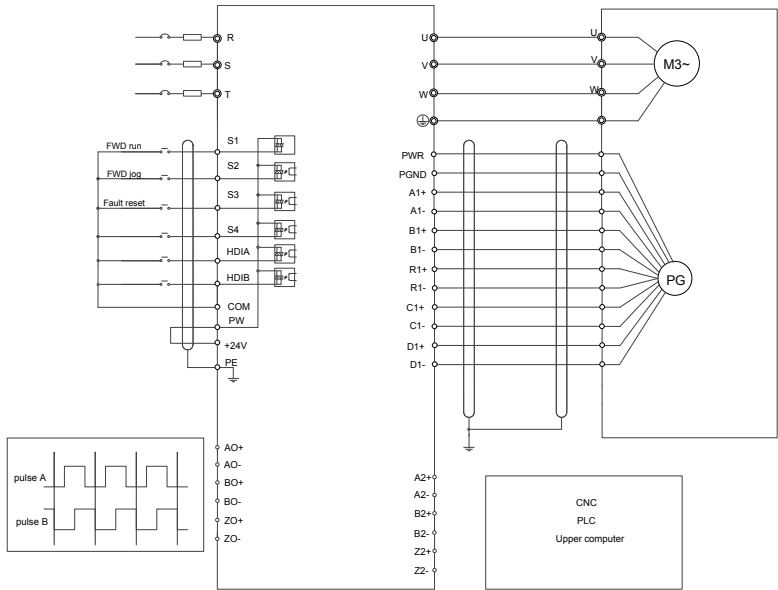 R
S
T
U
V
W
U
V
W
M3~
FWD run
FWD jog
Fault reset
S1
S2
S3
S4
HDIA
HDIB
COM
PW
+24V
PE
PWR
PGND
A1+
A1-
B1+
B1-
R1+
R1-
C1+
C1-
D1+
D1-
PG
pulse A
pulse B
AO+
AO-
BO+
BO-
ZO+
ZO-
A2+
A2-
B2+
B2-
Z2+
Z2-
CNC
PLC
Upper computer